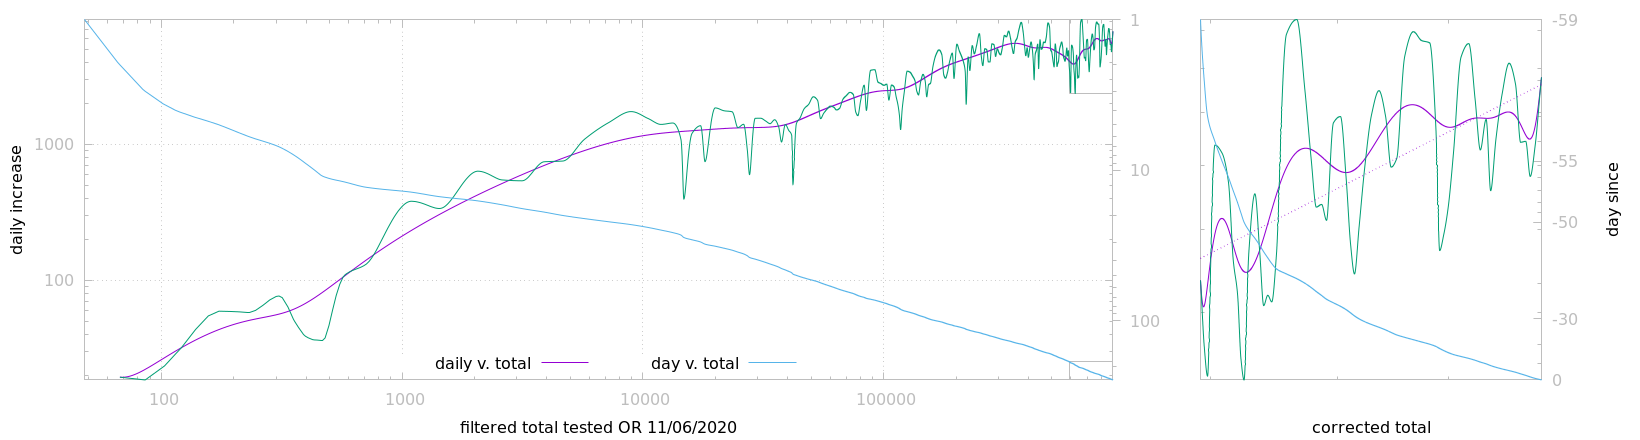 daily increase
1000
100
100
1000
10000
100000
filtered total tested OR 11/06/2020
daily v. total
day v. total
1
10
100
-59
-55
-50
-30
0
day since
corrected total